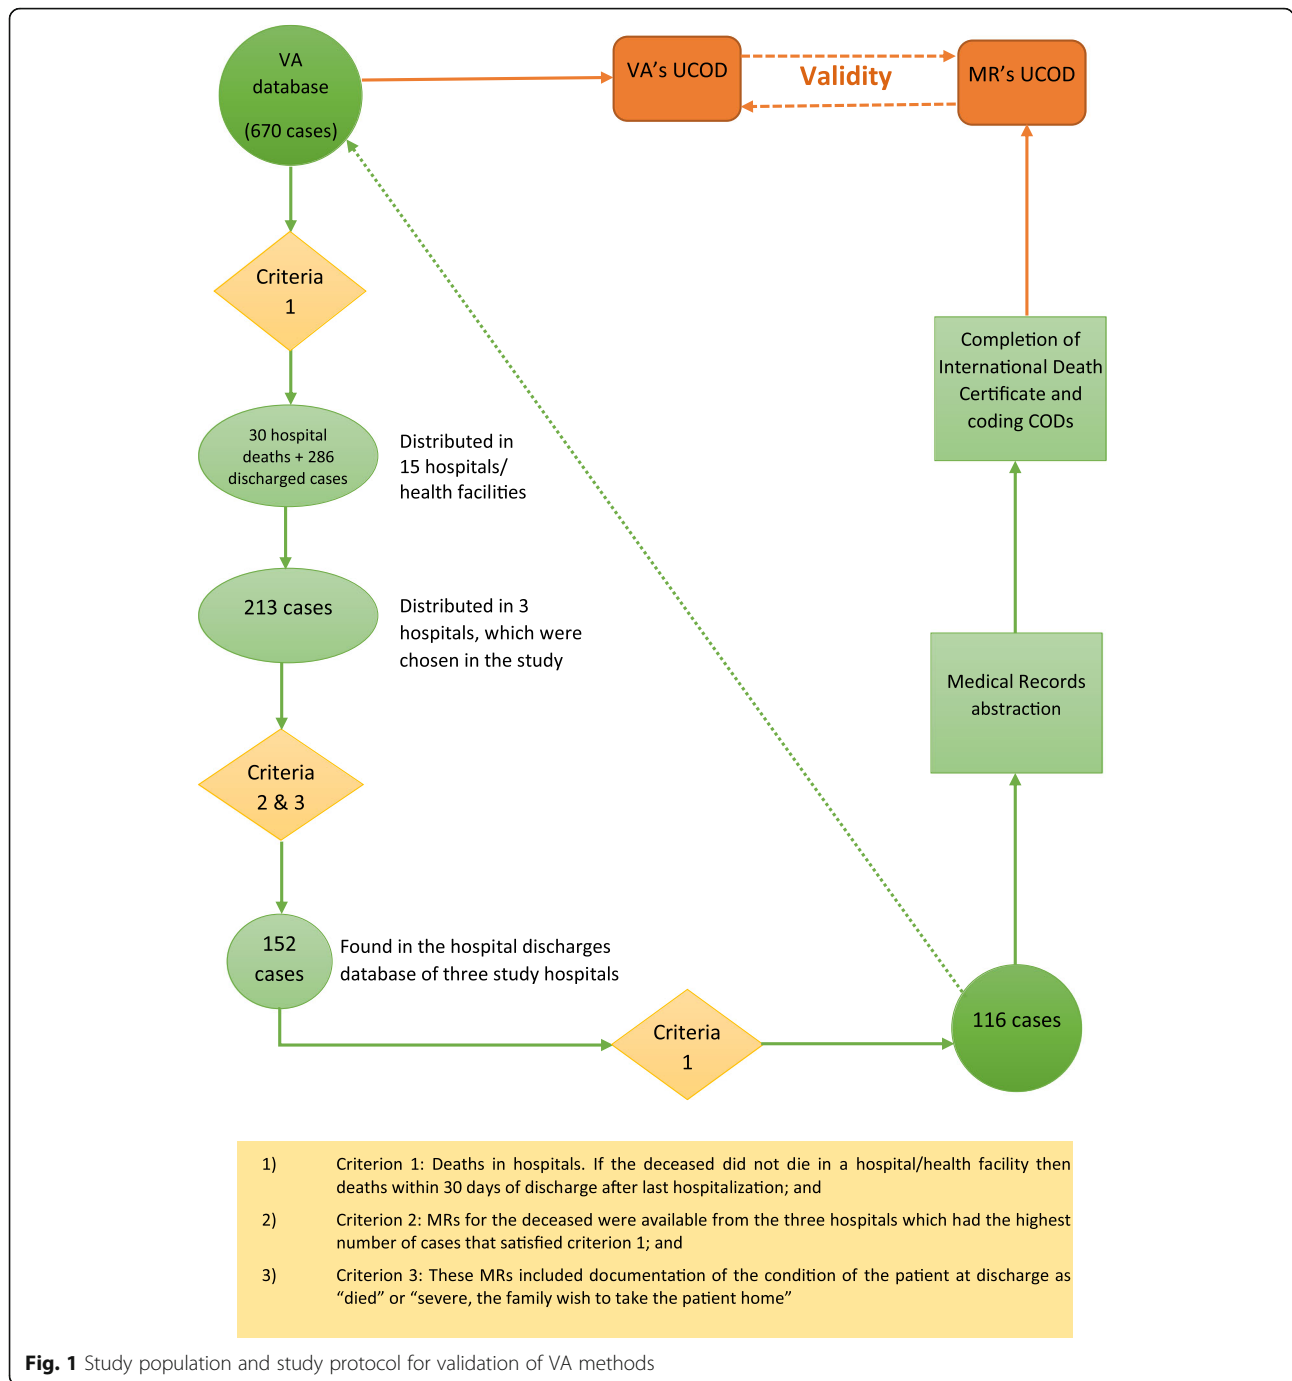 VA
database
(670 cases)
VA's UCOD
Validity
MR's UCOD
Criteria
1
30 hospital
deaths + 286
discharged cases
Distributed in
15 hospitals/
health facilities
213 cases
Distributed in 3
hospitals, which were
chosen in the study
Criteria
2 & 3
152
cases
Found in the hospital discharges
database of three study hospitals
Criteria
1
116 cases
Medical Records
abstraction
Completion of
International Death
Certificate and
coding CODs
1) Criterion 1: Deaths in hospitals. If the deceased did not die in a hospital/health facility then
deaths within 30 days of discharge after last hospitalization; and
2) Criterion 2: MRs for the deceased were available from the three hospitals which had the highest
number of cases that satisfied criterion 1; and
3) Criterion 3: These MRs included documentation of the condition of the patient at discharge as
“died” or “severe, the family wish to take the patient home”
Fig. 1 Study population and study protocol for validation of VA methods